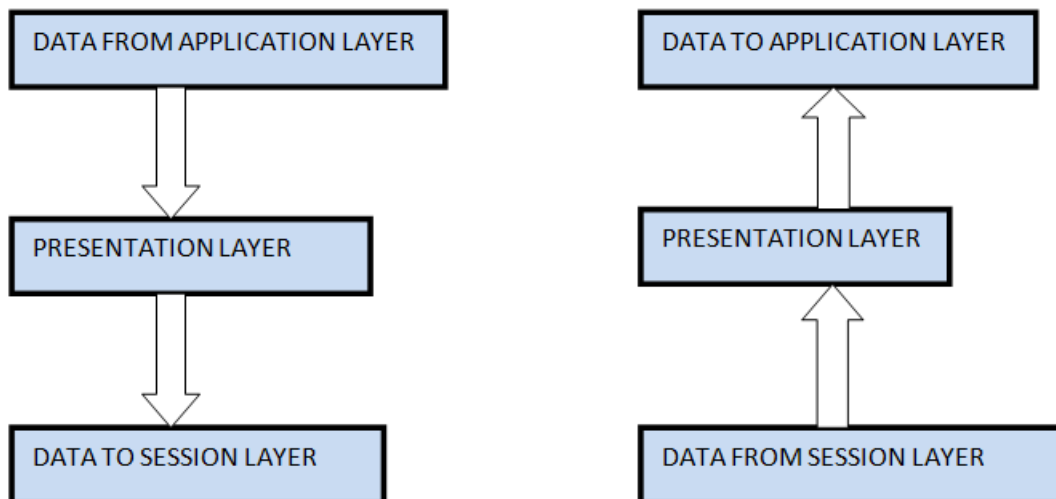 DATA FROM APPLICATION LAYER
DATA TO APPLICATION LAYER
PRESENTATION LAYER
PRESENTATION LAYER
DATA TO SESSION LAYER
DATA FROM SESSION LAYER